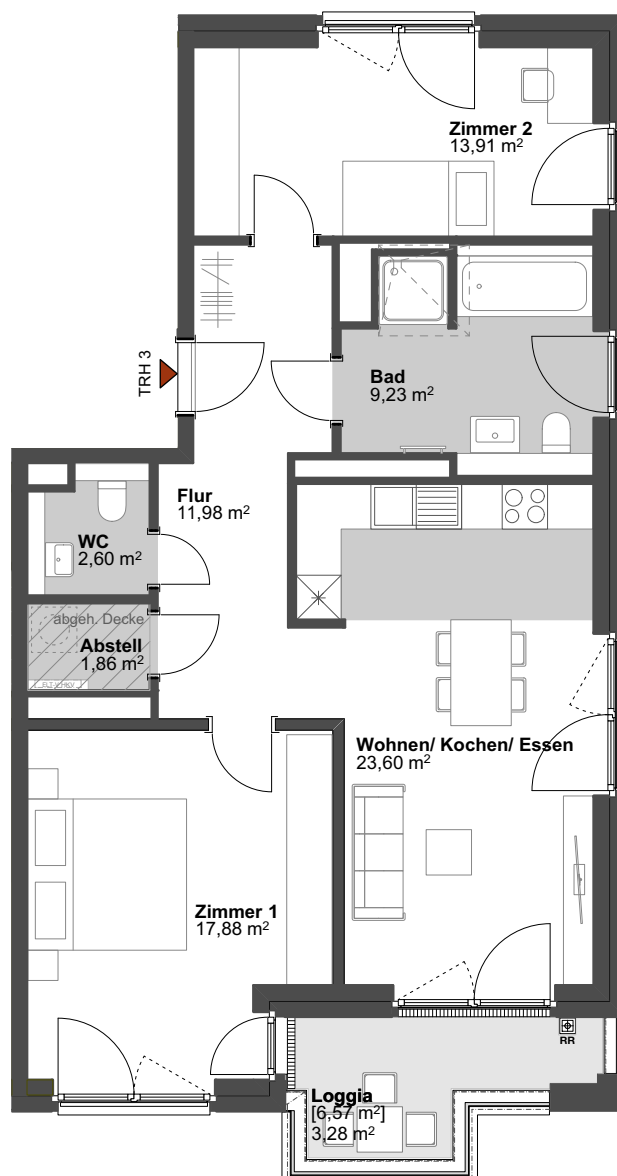 Zimmer 2
13,91 m²
TRH 3
Bad
9,23 m²
Flur
11,98 m²
WC
2,60 m²
abgeh. Decke
Abstell
1,86 m²
Wohnen/ Kochen/ Essen
23,60 m²
Zimmer 1
17,88 m²
RR
Loggia
[6,57 m²]
3,28 m²